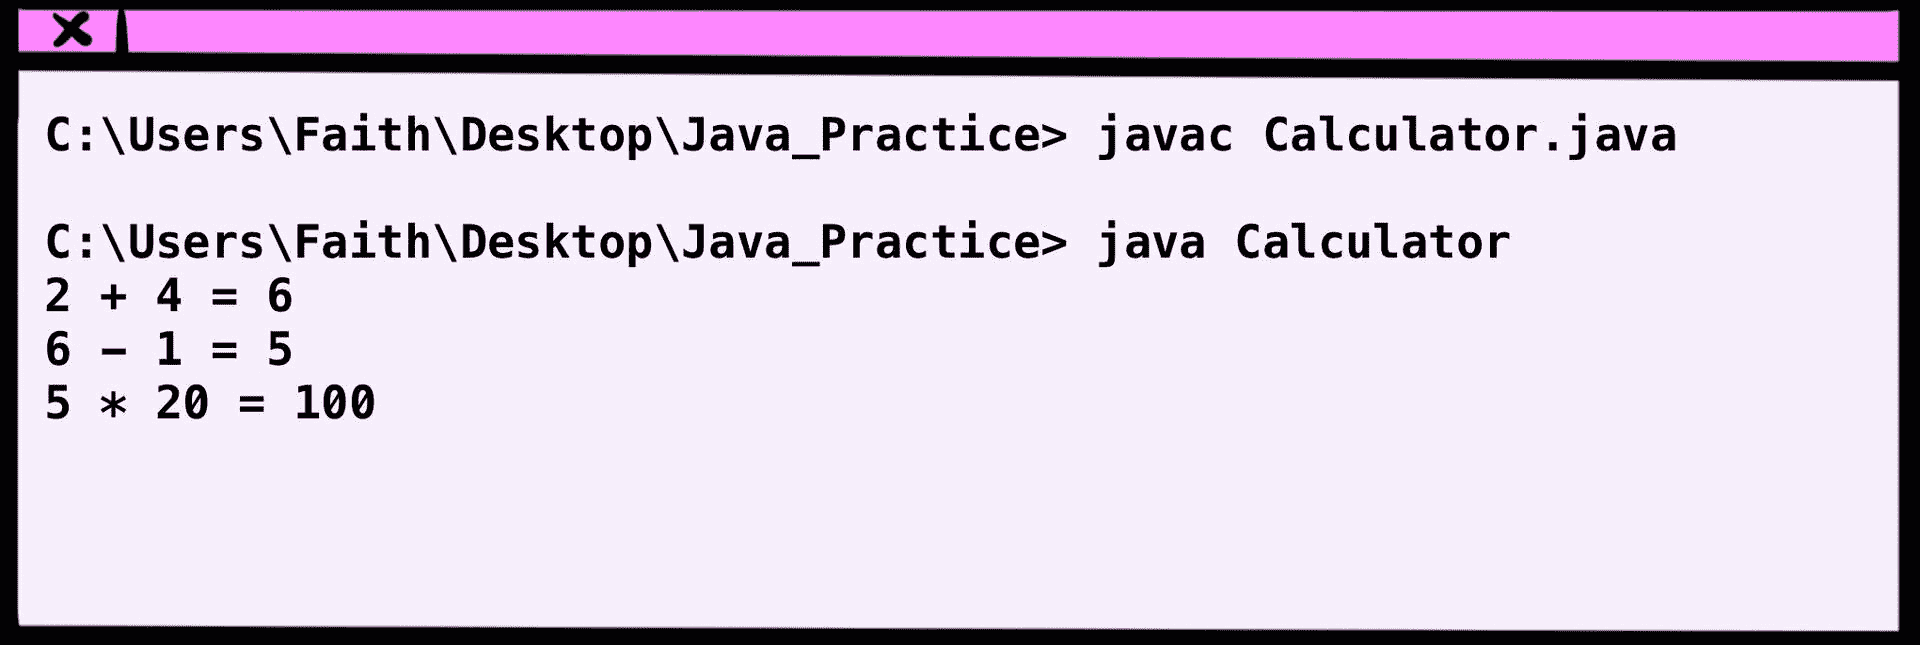 C:\Users\Faith\Desktop\Java_Practice> javac Calculator.java
C:\Users\Faith\Desktop\Java_Practice> java Calculator
2 + 4 = 6
6 − 1 = 5
5 * 20 = 100